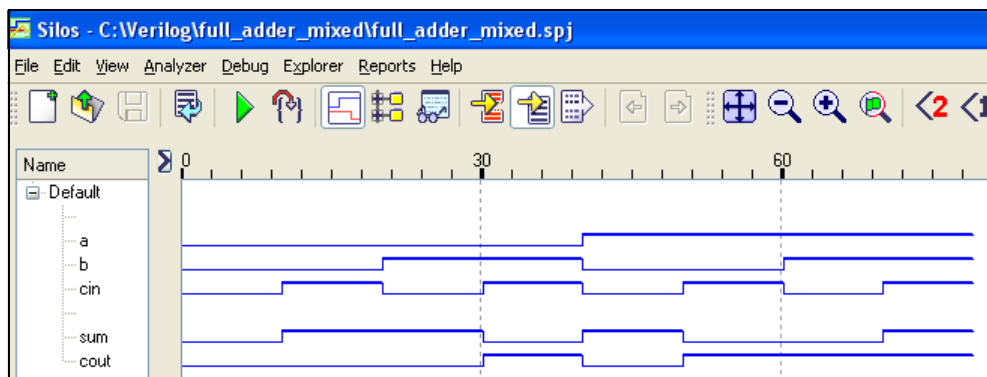 Silos - C:\Verilog\full_adder_mixed\full_adder_mixed.spj
File Edit View Analyzer Debug Explorer Reports Help
2 1
Name 0 30 60
Default
a
b
cin
sum
cout